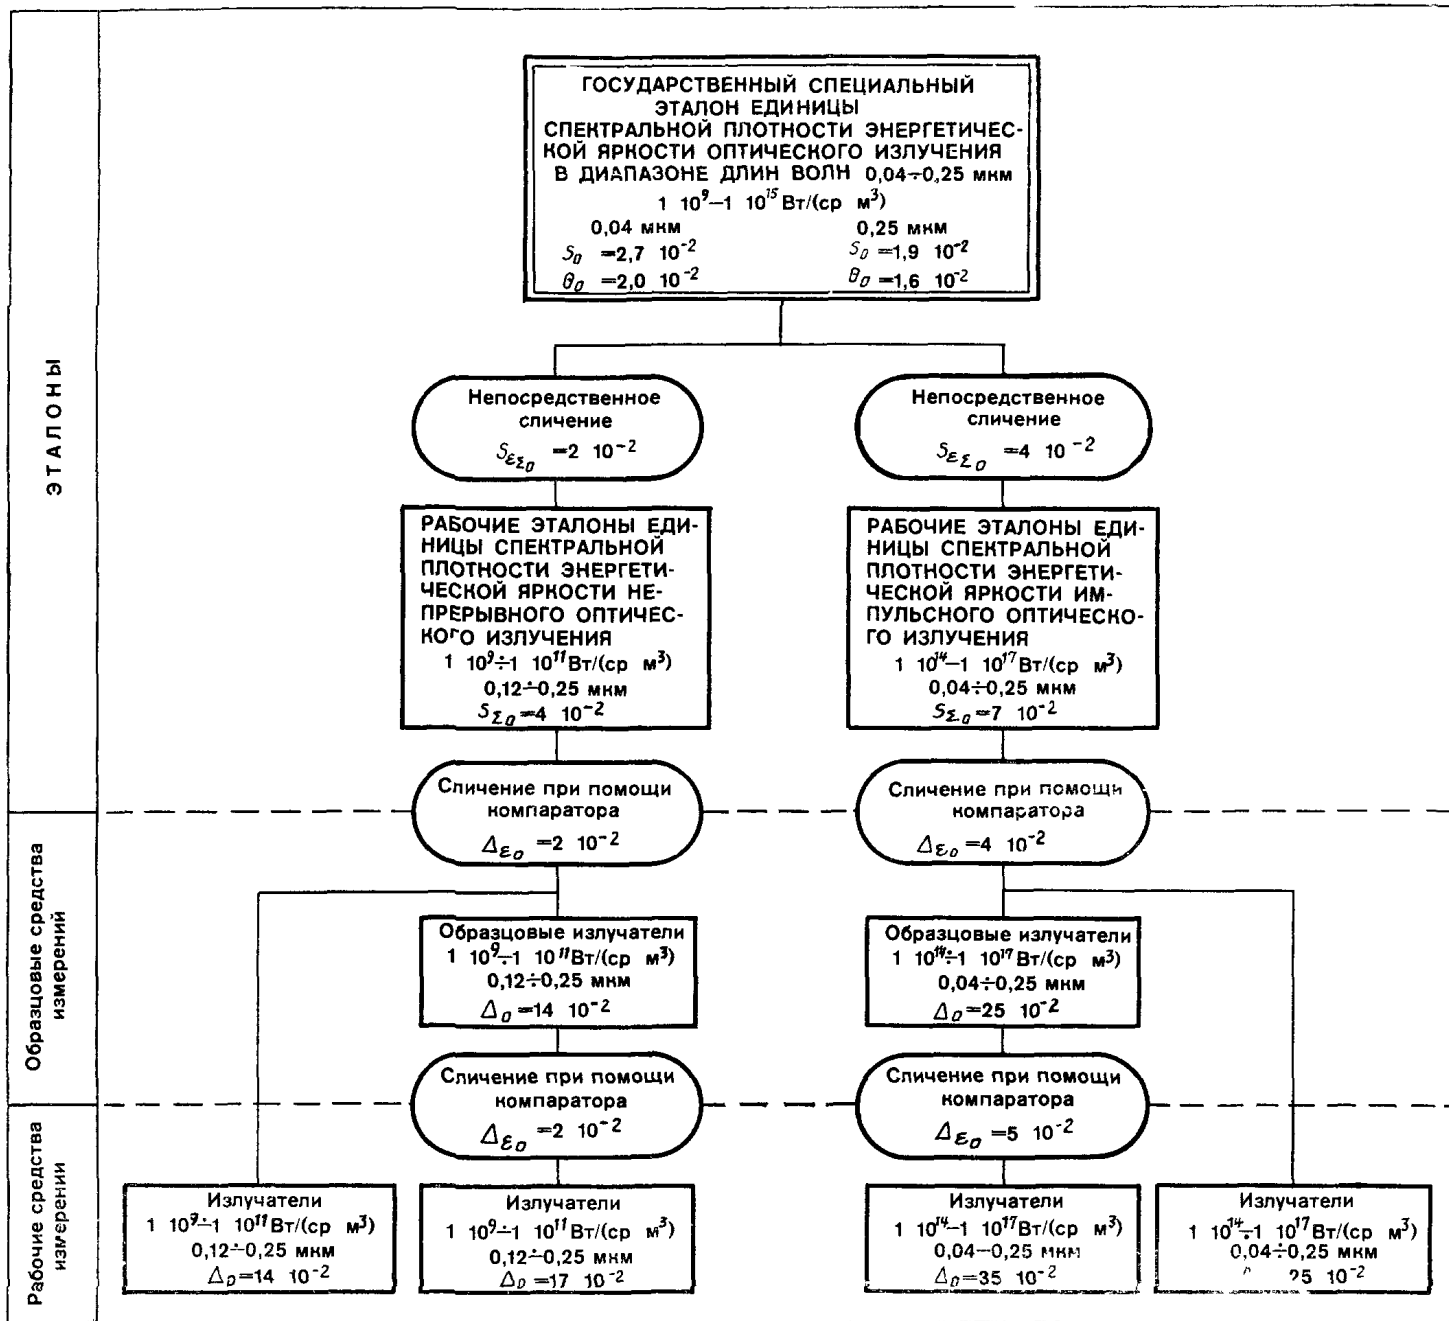 ЭТАЛОНЫ
ГОСУДАРСТВЕННЫЙ СПЕЦИАЛЬНЫЙ
ЭТАЛОН ЕДИНИЦЫ
СПЕКТРАЛЬНОЙ ПЛОТНОСТИ ЭНЕРГЕТИЧЕС-
КОЙ ЯРКОСТИ ОПТИЧЕСКОГО ИЗЛУЧЕНИЯ
В ДИАПАЗОНЕ ДЛИН ВОЛН 0,04÷0,25 мкм
1 10⁹–1 10¹⁵ Вт/(ср м³)
0,04 мкм 0,25 мкм
S₀ =2,7 10⁻² S₀ =1,9 10⁻²
θ₀ =2,0 10⁻² θ₀ =1,6 10⁻²
Непосредственное
сличение
S_εΣ₀ =2 10⁻²
Непосредственное
сличение
S_εΣ₀ =4 10⁻²
РАБОЧИЕ ЭТАЛОНЫ ЕДИ-
НИЦЫ СПЕКТРАЛЬНОЙ
ПЛОТНОСТИ ЭНЕРГЕТИ-
ЧЕСКОЙ ЯРКОСТИ НЕ-
ПРЕРЫВНОГО ОПТИЧЕС-
КОГО ИЗЛУЧЕНИЯ
1 10⁹÷1 10¹¹ Вт/(ср м³)
0,12÷0,25 мкм
S_Σ₀=4 10⁻²
РАБОЧИЕ ЭТАЛОНЫ ЕДИ-
НИЦЫ СПЕКТРАЛЬНОЙ
ПЛОТНОСТИ ЭНЕРГЕТИ-
ЧЕСКОЙ ЯРКОСТИ ИМ-
ПУЛЬСНОГО ОПТИЧЕСКО-
ГО ИЗЛУЧЕНИЯ
1 10¹⁴–1 10¹⁷ Вт/(ср м³)
0,04÷0,25 мкм
S_Σ₀=7 10⁻²
Сличение при помощи
компаратора
Δ_ε₀ =2 10⁻²
Сличение при помощи
компаратора
Δ_ε₀ =4 10⁻²
Образцовые средства
измерений
Образцовые излучатели
1 10⁹÷1 10¹¹ Вт/(ср м³)
0,12÷0,25 мкм
Δ₀=14 10⁻²
Образцовые излучатели
1 10¹⁴÷1 10¹⁷ Вт/(ср м³)
0,04÷0,25 мкм
Δ₀=25 10⁻²
Сличение при помощи
компаратора
Δ_ε₀ =2 10⁻²
Сличение при помощи
компаратора
Δ_ε₀ =5 10⁻²
Рабочие средства
измерении
Излучатели
1 10⁹÷1 10¹¹ Вт/(ср м³)
0,12÷0,25 мкм
Δ₀=14 10⁻²
Излучатели
1 10⁹÷1 10¹¹ Вт/(ср м³)
0,12÷0,25 мкм
Δ₀=17 10⁻²
Излучатели
1 10¹⁴–1 10¹⁷ Вт/(ср м³)
0,04–0,25 мкм
Δ₀=35 10⁻²
Излучатели
1 10¹⁴÷1 10¹⁷ Вт/(ср м³)
0,04÷0,25 мкм
25 10⁻²